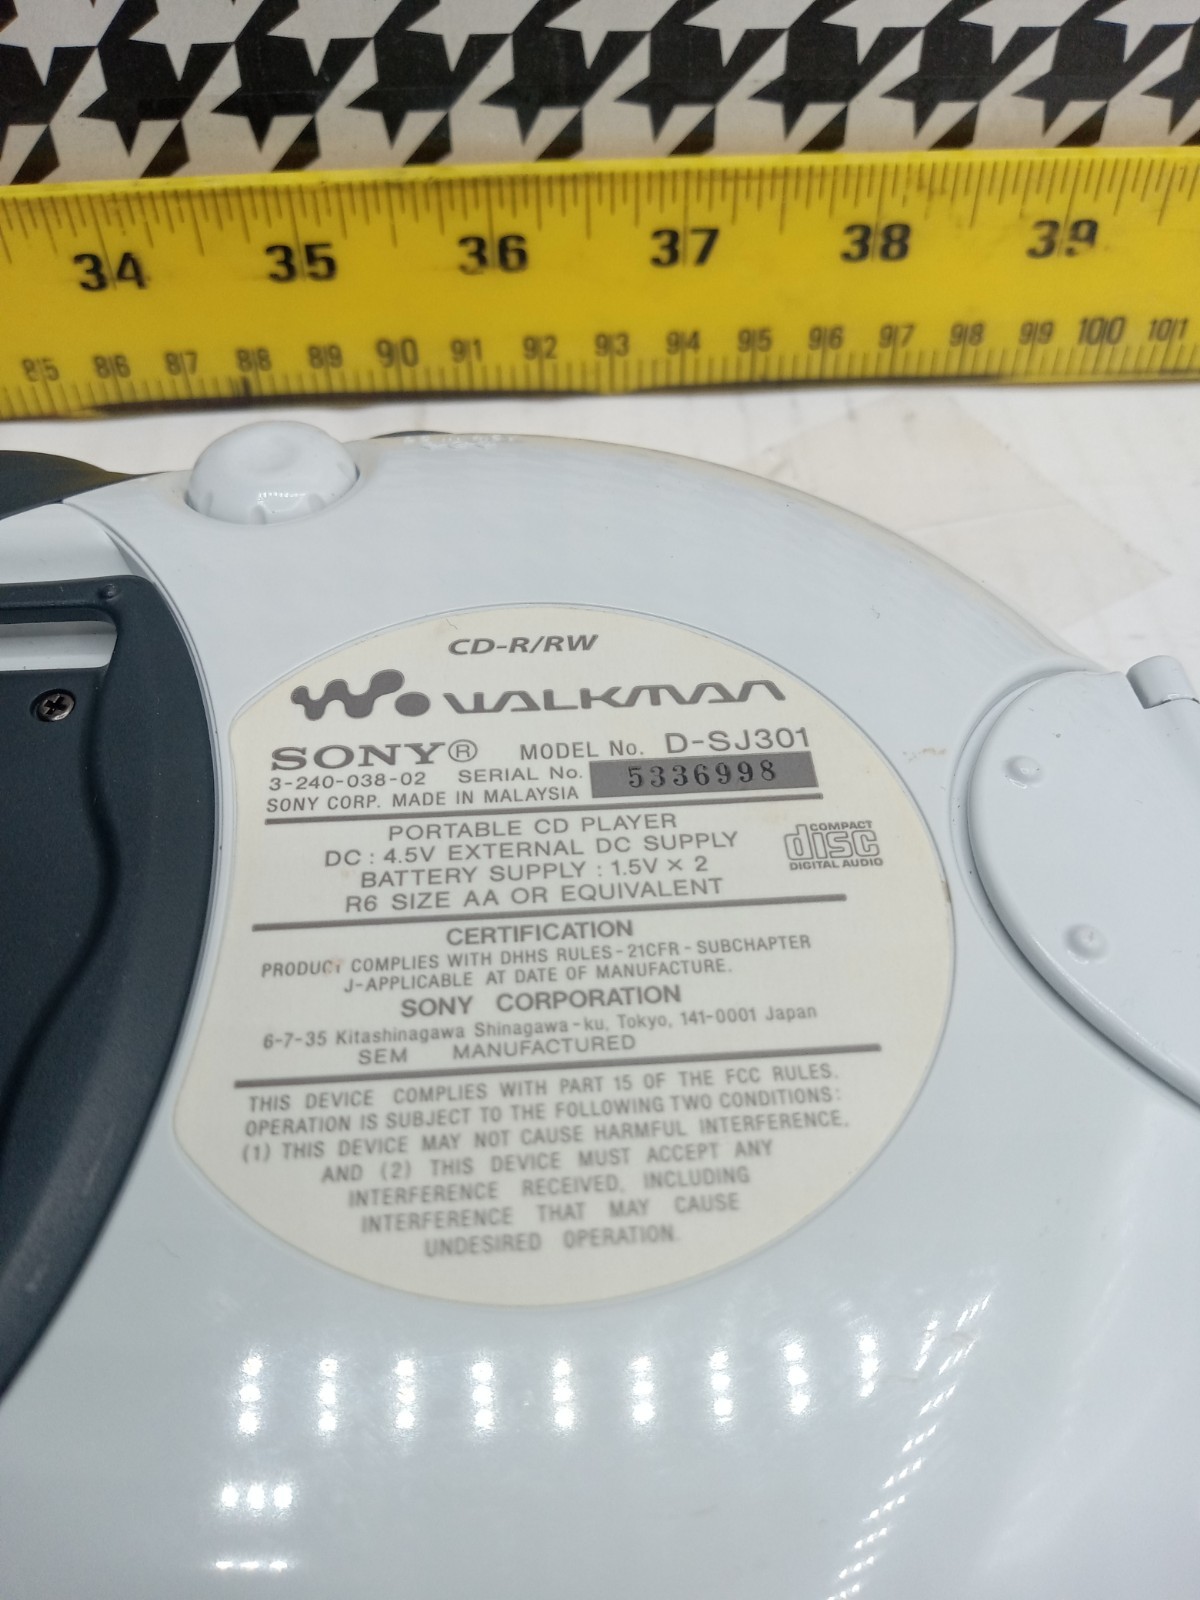 34 35 36 37 38 39
85 86 87 88 89 90 91 92 93 94 95 96 97 98 99 100 101
CD-R/RW
WALKMAN
SONY® MODEL No. D-SJ301
3-240-038-02 SERIAL No. 5336998
SONY CORP. MADE IN MALAYSIA
PORTABLE CD PLAYER
DC : 4.5V EXTERNAL DC SUPPLY
BATTERY SUPPLY : 1.5V × 2
R6 SIZE AA OR EQUIVALENT
COMPACT
disc
DIGITAL AUDIO
CERTIFICATION
PRODUCT COMPLIES WITH DHHS RULES-21CFR-SUBCHAPTER
J-APPLICABLE AT DATE OF MANUFACTURE.
SONY CORPORATION
6-7-35 Kitashinagawa Shinagawa-ku, Tokyo, 141-0001 Japan
SEM MANUFACTURED
THIS DEVICE COMPLIES WITH PART 15 OF THE FCC RULES.
OPERATION IS SUBJECT TO THE FOLLOWING TWO CONDITIONS:
(1) THIS DEVICE MAY NOT CAUSE HARMFUL INTERFERENCE,
AND (2) THIS DEVICE MUST ACCEPT ANY
INTERFERENCE RECEIVED, INCLUDING
INTERFERENCE THAT MAY CAUSE
UNDESIRED OPERATION.